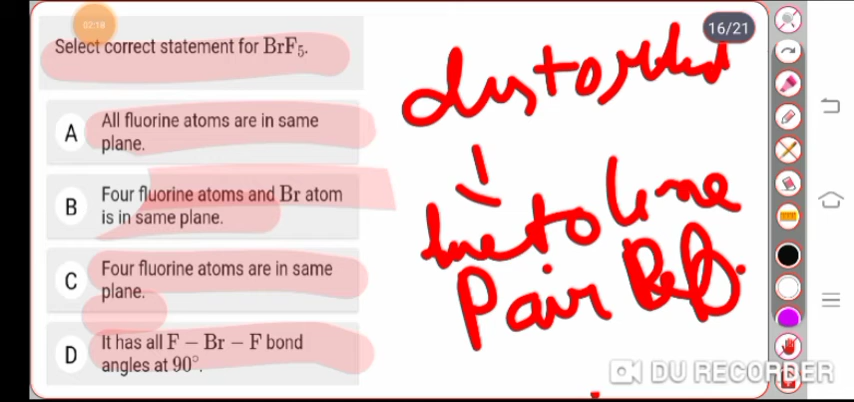 02:18
16/21
Select correct statement for BrF₅.
A All fluorine atoms are in same
plane.
B Four fluorine atoms and Br atom
is in same plane.
C Four fluorine atoms are in same
plane.
D It has all F – Br – F bond
angles at 90°.
distorted
due to lone
Pair
DU RECORDER